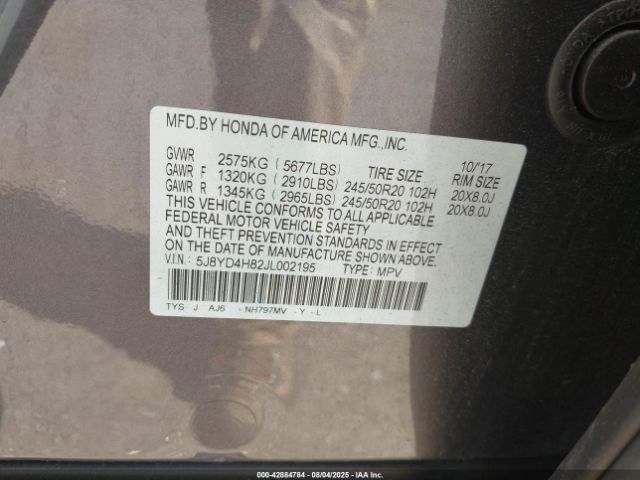 MFD.BY HONDA OF AMERICA MFG.,INC.
10/'17
GVWR 2575KG ( 5677LBS) TIRE SIZE RIM SIZE
GAWR F 1320KG ( 2910LBS) 245/50R20 102H 20X8.0J
GAWR R 1345KG ( 2965LBS) 245/50R20 102H 20X8.0J
THIS VEHICLE CONFORMS TO ALL APPLICABLE
FEDERAL MOTOR VEHICLE SAFETY
AND THEFT PREVENTION STANDARDS IN EFFECT
ON THE DATE OF MANUFACTURE SHOWN ABOVE.
V.I.N.: 5J8YD4H82JL002195 TYPE: MPV
TYS J AJ6 - NH797MV - Y - L
HONDA
000-42884784 - 08/04/2025 - IAA Inc.